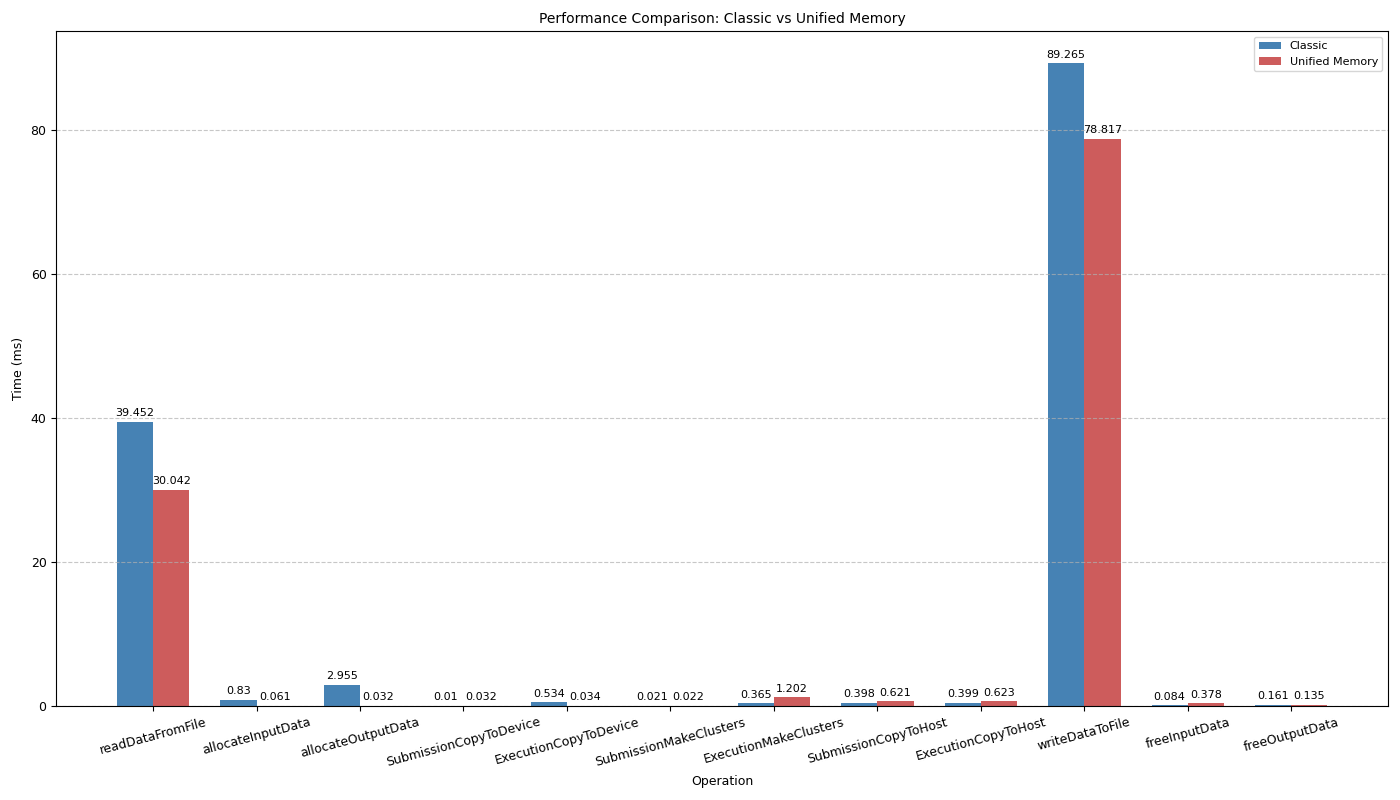 Performance Comparison: Classic vs Unified Memory
Classic
Unified Memory
Time (ms)
80
60
40
20
0
39.452
30.042
0.83
0.061
2.955
0.032
0.01
0.032
0.534
0.034
0.021
0.022
0.365
1.202
0.398
0.621
0.399
0.623
89.265
78.817
0.084
0.378
0.161
0.135
readDataFromFile
allocateInputData
allocateOutputData
SubmissionCopyToDevice
ExecutionCopyToDevice
SubmissionMakeClusters
ExecutionMakeClusters
SubmissionCopyToHost
ExecutionCopyToHost
writeDataToFile
freeInputData
freeOutputData
Operation